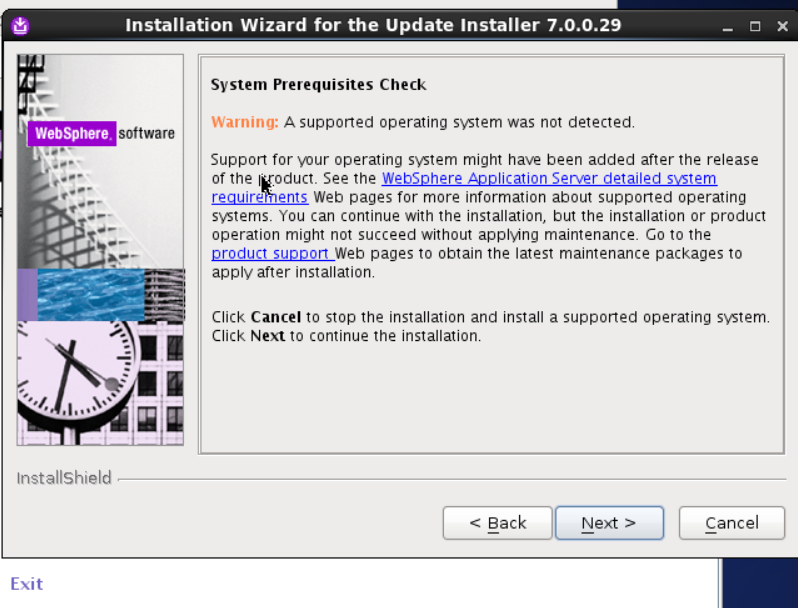 Installation Wizard for the Update Installer 7.0.0.29
WebSphere. software
System Prerequisites Check
Warning: A supported operating system was not detected.
Support for your operating system might have been added after the release
of the product. See the WebSphere Application Server detailed system
requirements Web pages for more information about supported operating
systems. You can continue with the installation, but the installation or product
operation might not succeed without applying maintenance. Go to the
product support Web pages to obtain the latest maintenance packages to
apply after installation.
Click Cancel to stop the installation and install a supported operating system.
Click Next to continue the installation.
InstallShield
< Back
Next >
Cancel
Exit